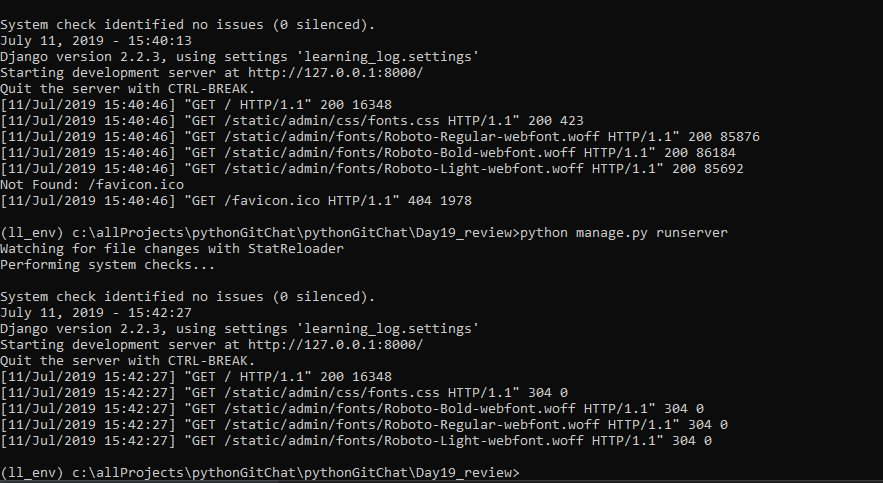 System check identified no issues (0 silenced).
July 11, 2019 - 15:40:13
Django version 2.2.3, using settings 'learning_log.settings'
Starting development server at http://127.0.0.1:8000/
Quit the server with CTRL-BREAK.
[11/Jul/2019 15:40:46] "GET / HTTP/1.1" 200 16348
[11/Jul/2019 15:40:46] "GET /static/admin/css/fonts.css HTTP/1.1" 200 423
[11/Jul/2019 15:40:46] "GET /static/admin/fonts/Roboto-Regular-webfont.woff HTTP/1.1" 200 85876
[11/Jul/2019 15:40:46] "GET /static/admin/fonts/Roboto-Bold-webfont.woff HTTP/1.1" 200 86184
[11/Jul/2019 15:40:46] "GET /static/admin/fonts/Roboto-Light-webfont.woff HTTP/1.1" 200 85692
Not Found: /favicon.ico
[11/Jul/2019 15:40:46] "GET /favicon.ico HTTP/1.1" 404 1978
(ll_env) c:\allProjects\pythonGitChat\pythonGitChat\Day19_review>python manage.py runserver
Watching for file changes with StatReloader
Performing system checks...
System check identified no issues (0 silenced).
July 11, 2019 - 15:42:27
Django version 2.2.3, using settings 'learning_log.settings'
Starting development server at http://127.0.0.1:8000/
Quit the server with CTRL-BREAK.
[11/Jul/2019 15:42:27] "GET / HTTP/1.1" 200 16348
[11/Jul/2019 15:42:27] "GET /static/admin/css/fonts.css HTTP/1.1" 304 0
[11/Jul/2019 15:42:27] "GET /static/admin/fonts/Roboto-Bold-webfont.woff HTTP/1.1" 304 0
[11/Jul/2019 15:42:27] "GET /static/admin/fonts/Roboto-Regular-webfont.woff HTTP/1.1" 304 0
[11/Jul/2019 15:42:27] "GET /static/admin/fonts/Roboto-Light-webfont.woff HTTP/1.1" 304 0
(ll_env) c:\allProjects\pythonGitChat\pythonGitChat\Day19_review>